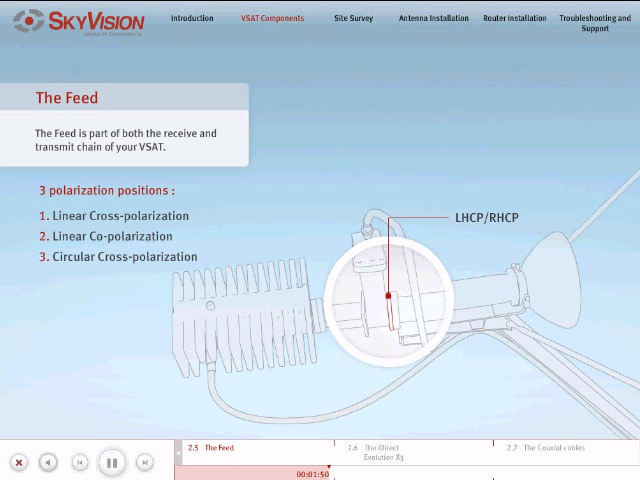 SKYVISION
Global IP Connectivity
Introduction
VSAT Components
Site Survey
Antenna Installation
Router Installation
Troubleshooting and
Support
The Feed
The Feed is part of both the receive and
transmit chain of your VSAT.
3 polarization positions :
1. Linear Cross-polarization
2. Linear Co-polarization
3. Circular Cross-polarization
LHCP/RHCP
2.5 The Feed
2.6 The iDirect
Evolution X3
2.7 The Coaxial cables
00:01:50